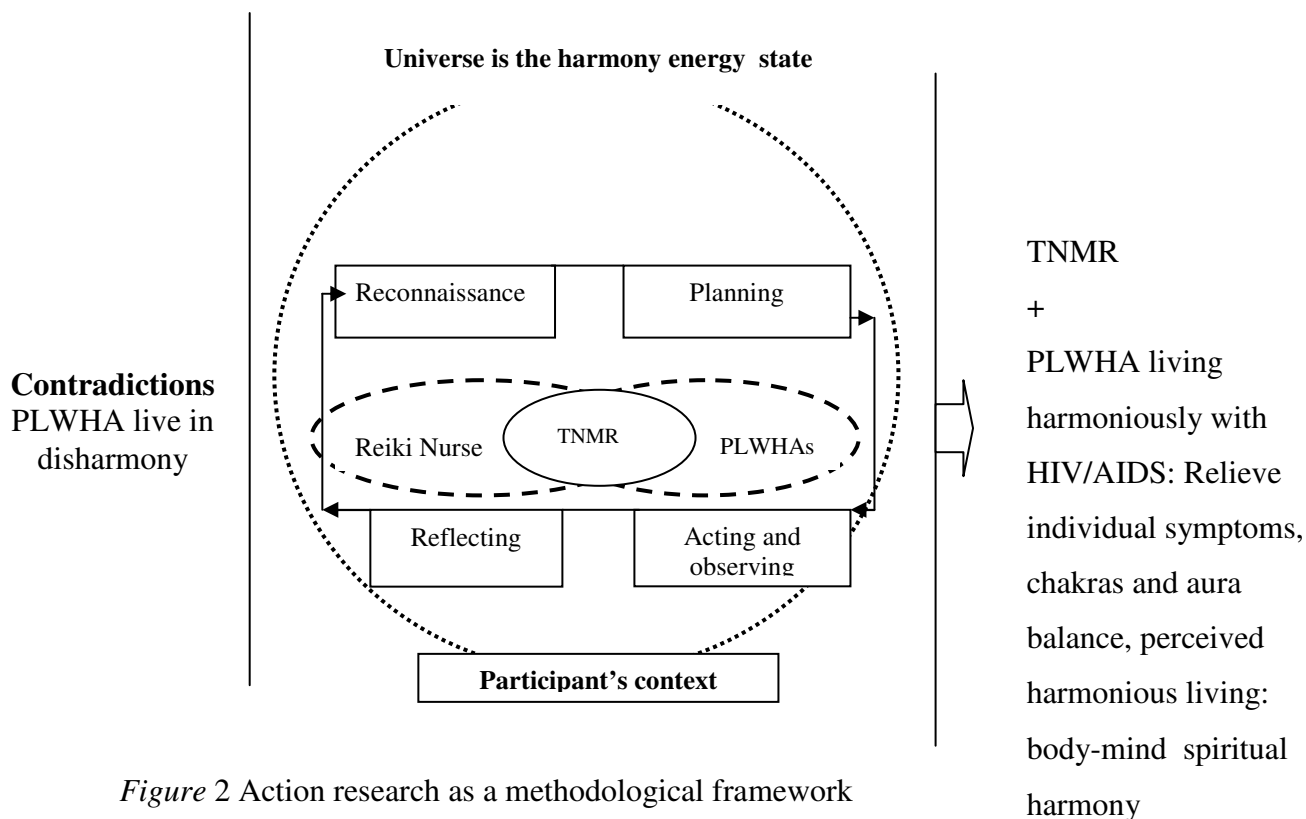 Universe is the harmony energy state
Reconnaissance
Planning
Contradictions
PLWHA live in
disharmony
Reiki Nurse
TNMR
PLWHAs
Reflecting
Acting and
observing
Participant's context
TNMR
+
PLWHA living
harmoniously with
HIV/AIDS: Relieve
individual symptoms,
chakras and aura
balance, perceived
harmonious living:
body-mind spiritual
harmony
Figure 2 Action research as a methodological framework